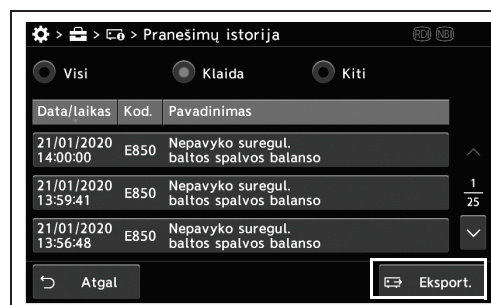 > > > Pranešimų istorija RDI NBI
Visi Klaida Kiti
Data/laikas Kod. Pavadinimas
21/01/2020 14:00:00 E850 Nepavyko suregul. baltos spalvos balanso
21/01/2020 13:59:41 E850 Nepavyko suregul. baltos spalvos balanso
21/01/2020 13:56:48 E850 Nepavyko suregul. baltos spalvos balanso
1
25
Atgal Eksport.